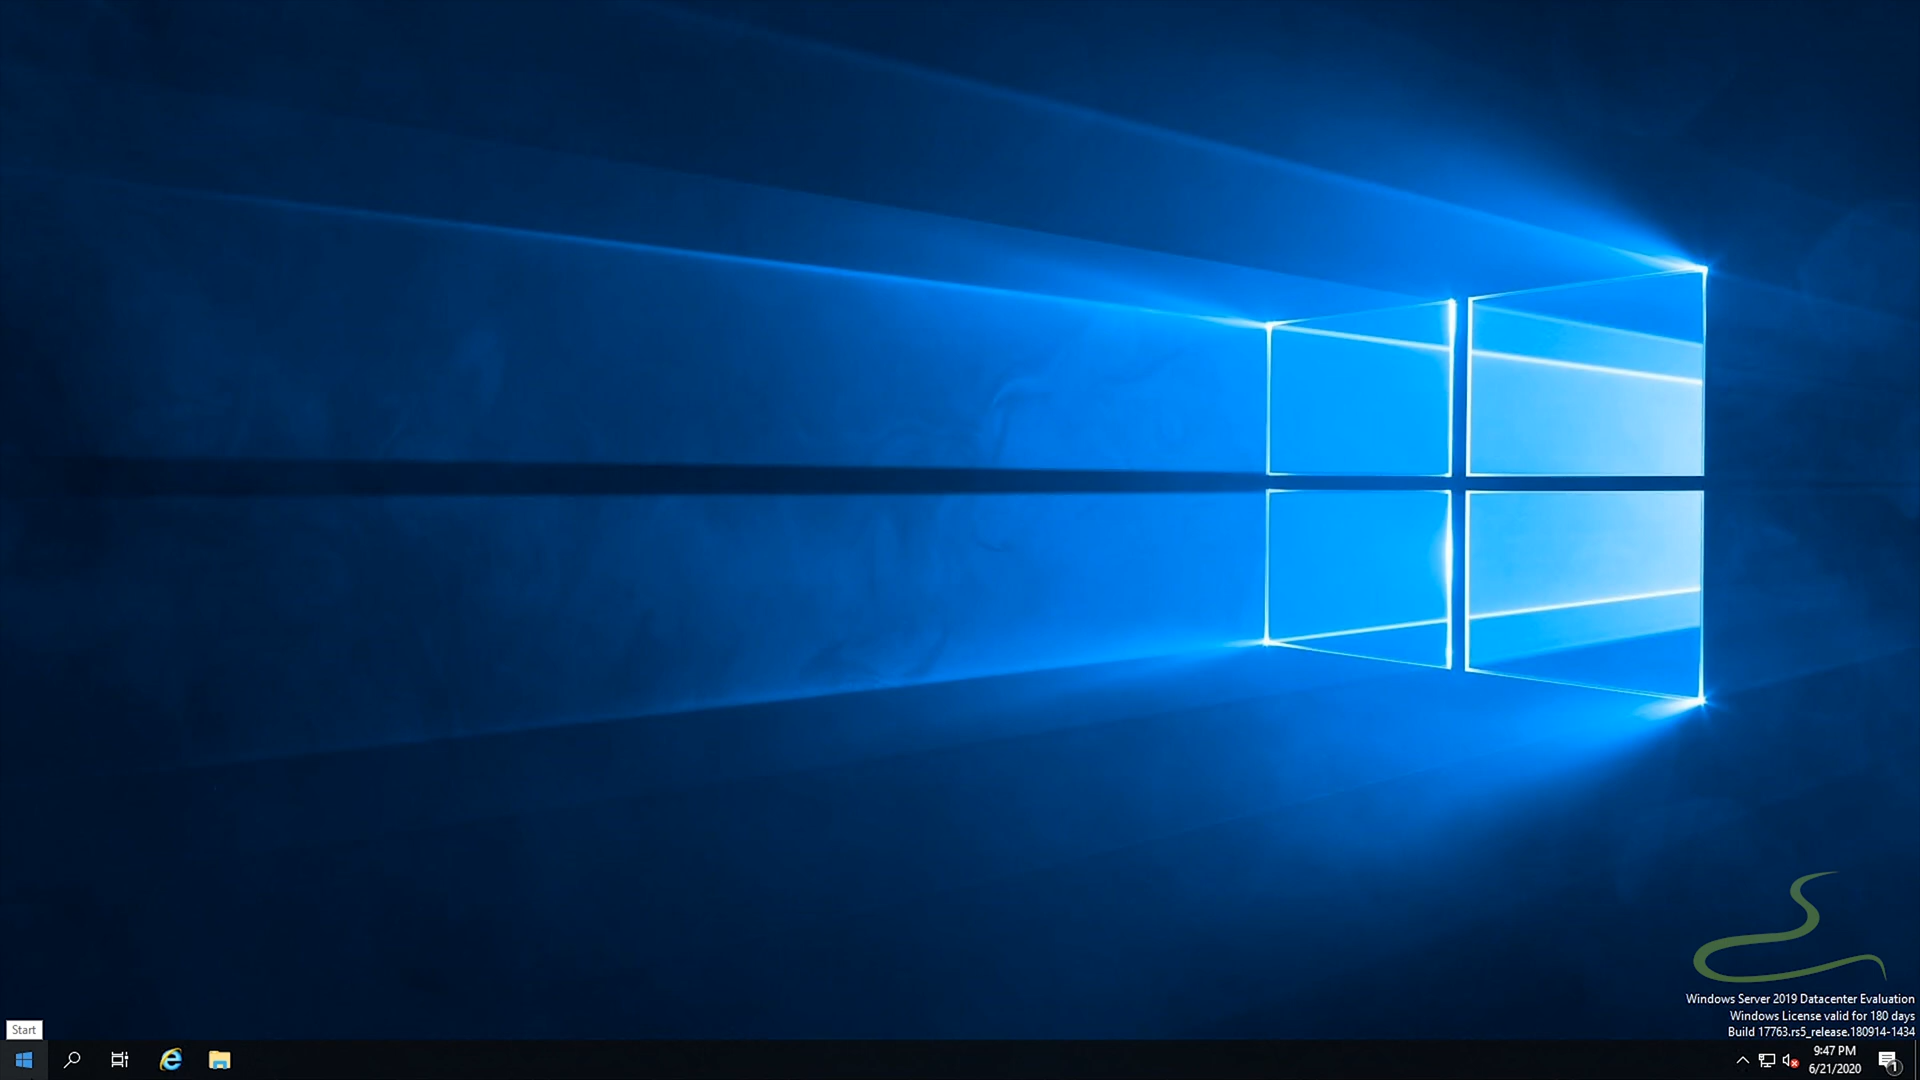 Windows Server 2019 Datacenter Evaluation
Windows License valid for 180 days
Build 17763.rs5_release.180914-1434
Start
9:47 PM
6/21/2020
1